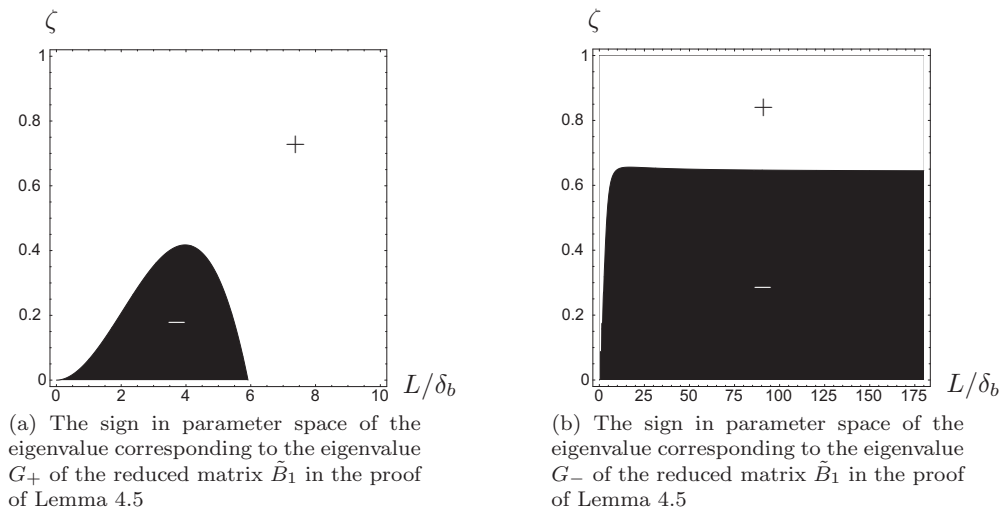 ζ
1
0.8
+
0.6
0.4
0.2
−
0
0 2 4 6 8 10
L/δ_b
(a) The sign in parameter space of the
eigenvalue corresponding to the eigenvalue
G₊ of the reduced matrix B̃₁ in the proof
of Lemma 4.5
ζ
1
0.8
+
0.6
0.4
−
0.2
0
0 25 50 75 100 125 150 175
L/δ_b
(b) The sign in parameter space of the
eigenvalue corresponding to the eigenvalue
G₋ of the reduced matrix B̃₁ in the proof
of Lemma 4.5